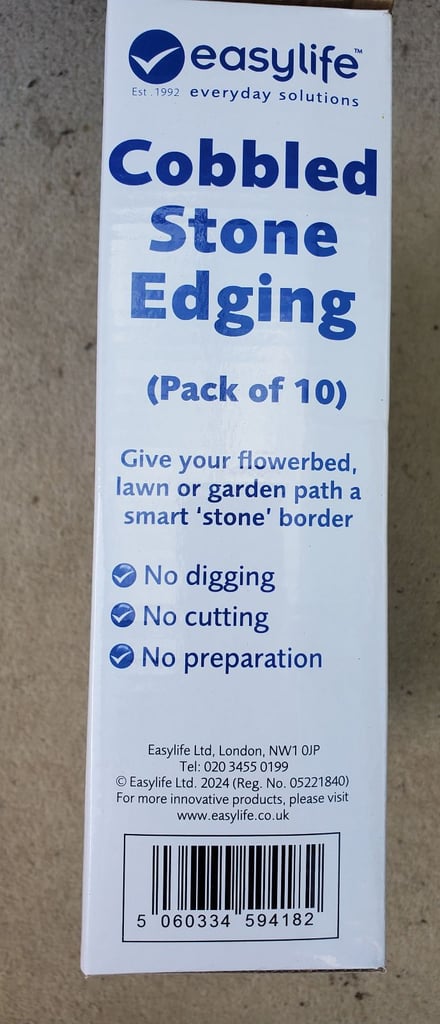 easylife™
Est. 1992 everyday solutions
Cobbled
Stone
Edging
(Pack of 10)
Give your flowerbed,
lawn or garden path a
smart ‘stone’ border
No digging
No cutting
No preparation
Easylife Ltd, London, NW1 0JP
Tel: 020 3455 0199
© Easylife Ltd. 2024 (Reg. No. 05221840)
For more innovative products, please visit
www.easylife.co.uk
5 060334 594182